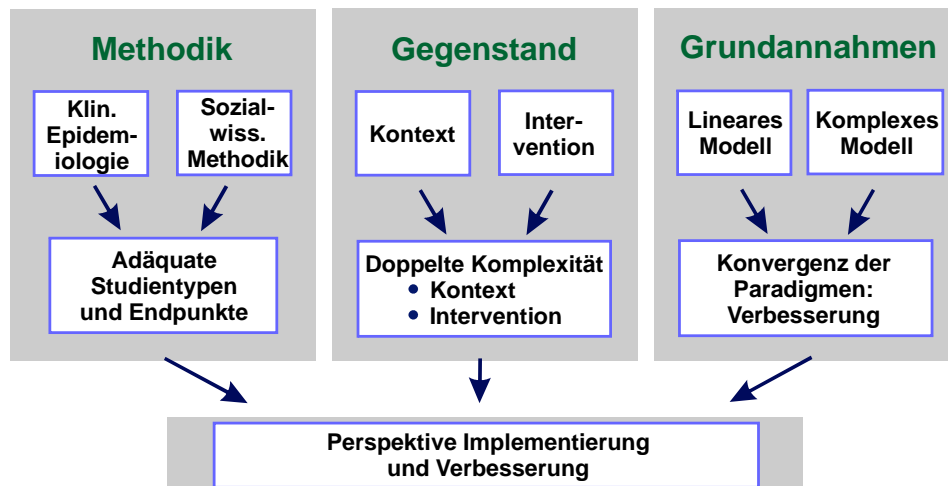 Methodik
Klin.
Epidem-
iologie
Sozial-
wiss.
Methodik
Adäquate
Studientypen
und Endpunkte
Gegenstand
Kontext
Inter-
vention
Doppelte Komplexität
• Kontext
• Intervention
Grundannahmen
Lineares
Modell
Komplexes
Modell
Konvergenz der
Paradigmen:
Verbesserung
Perspektive Implementierung
und Verbesserung